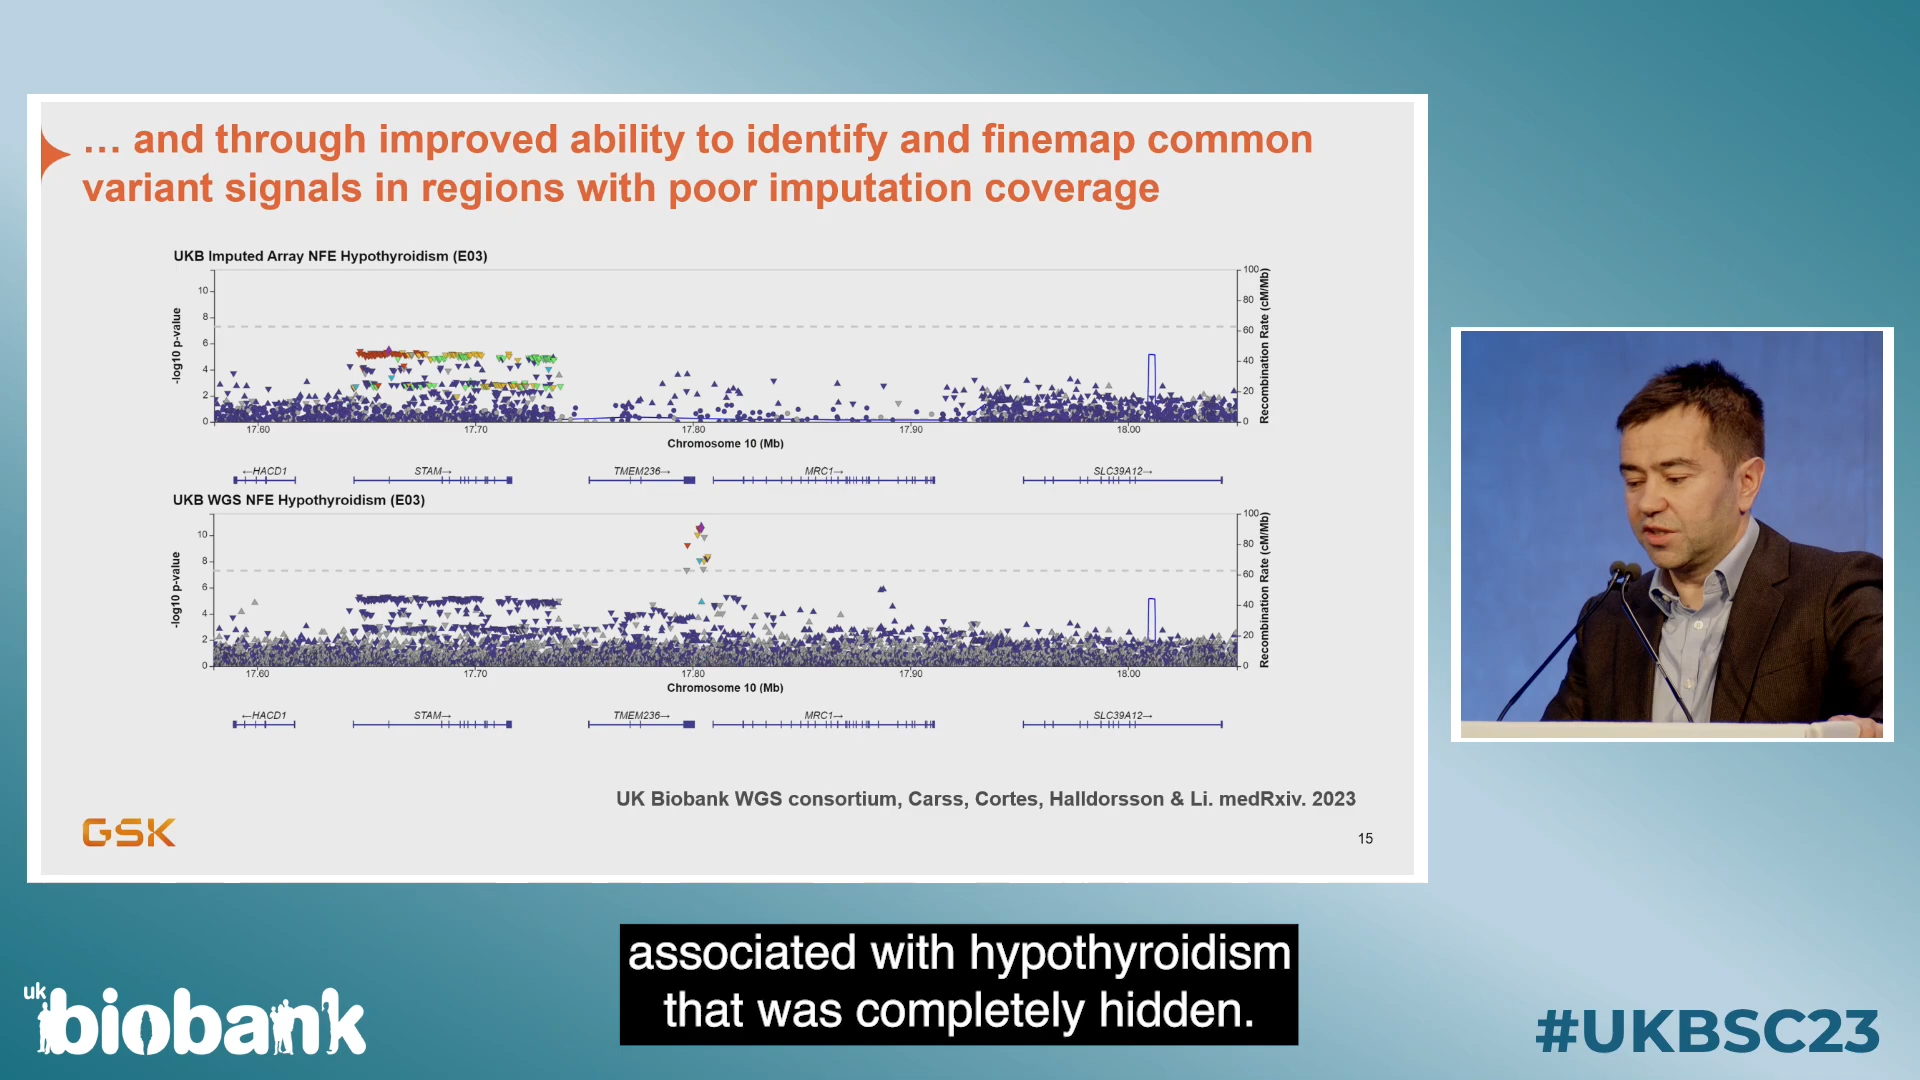 … and through improved ability to identify and finemap common
variant signals in regions with poor imputation coverage
UKB Imputed Array NFE Hypothyroidism (E03)
-log10 p-value
10
8
6
4
2
0
100
80
60
40
20
0
Recombination Rate (cM/Mb)
17.60 17.70 17.80 17.90 18.00
Chromosome 10 (Mb)
←HACD1 STAM→ TMEM236→ MRC1→ SLC39A12→
UKB WGS NFE Hypothyroidism (E03)
-log10 p-value
10
8
6
4
2
0
100
80
60
40
20
0
Recombination Rate (cM/Mb)
17.60 17.70 17.80 17.90 18.00
Chromosome 10 (Mb)
←HACD1 STAM→ TMEM236→ MRC1→ SLC39A12→
UK Biobank WGS consortium, Carss, Cortes, Halldorsson & Li. medRxiv. 2023
GSK
15
associated with hypothyroidism
that was completely hidden.
uk
biobank
#UKBSC23